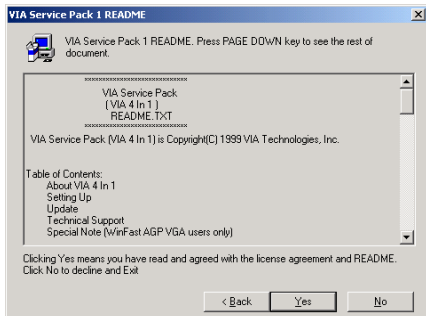 VIA Service Pack 1 README
VIA Service Pack 1 README. Press PAGE DOWN key to see the rest of
document.
xxxxxxxxxxxxxxxxxxxxxxxxxxxx
VIA Service Pack
( VIA 4 In 1 )
README.TXT
xxxxxxxxxxxxxxxxxxxxxxxxxxxx
VIA Service Pack (VIA 4 In 1) is Copyright(C) 1999 VIA Technologies, Inc.
Table of Contents:
About VIA 4 In 1
Setting Up
Update
Technical Support
Special Note (WinFast AGP VGA users only)
Clicking Yes means you have read and agreed with the license agreement and README.
Click No to decline and Exit
< Back
Yes
No